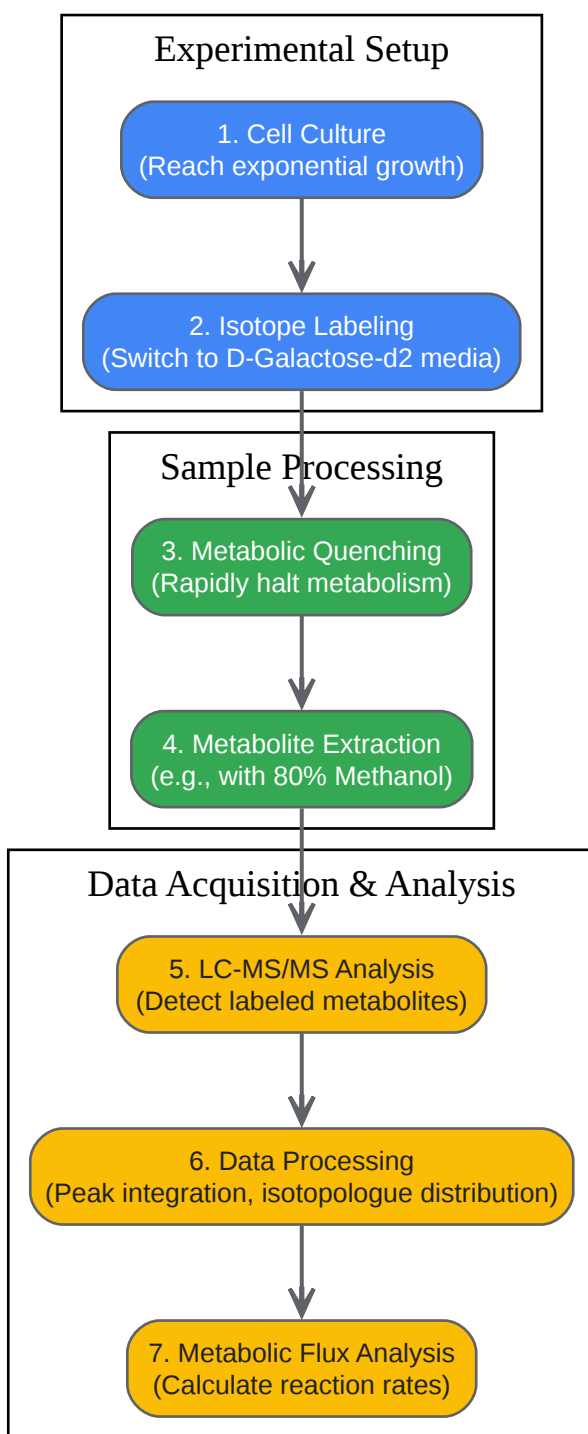 Experimental Setup
1. Cell Culture
(Reach exponential growth)
2. Isotope Labeling
(Switch to D-Galactose-d2 media)
Sample Processing
3. Metabolic Quenching
(Rapidly halt metabolism)
4. Metabolite Extraction
(e.g., with 80% Methanol)
Data Acquisition & Analysis
5. LC-MS/MS Analysis
(Detect labeled metabolites)
6. Data Processing
(Peak integration, isotopologue distribution)
7. Metabolic Flux Analysis
(Calculate reaction rates)